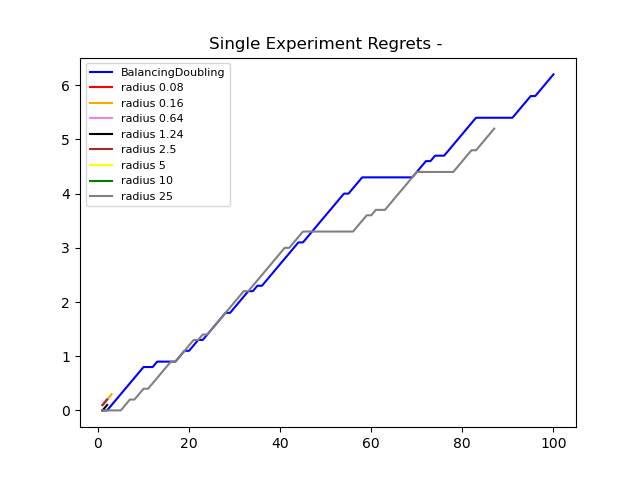 Single Experiment Regrets -
BalancingDoubling
radius 0.08
radius 0.16
radius 0.64
radius 1.24
radius 2.5
radius 5
radius 10
radius 25
6
5
4
3
2
1
0
0 20 40 60 80 100